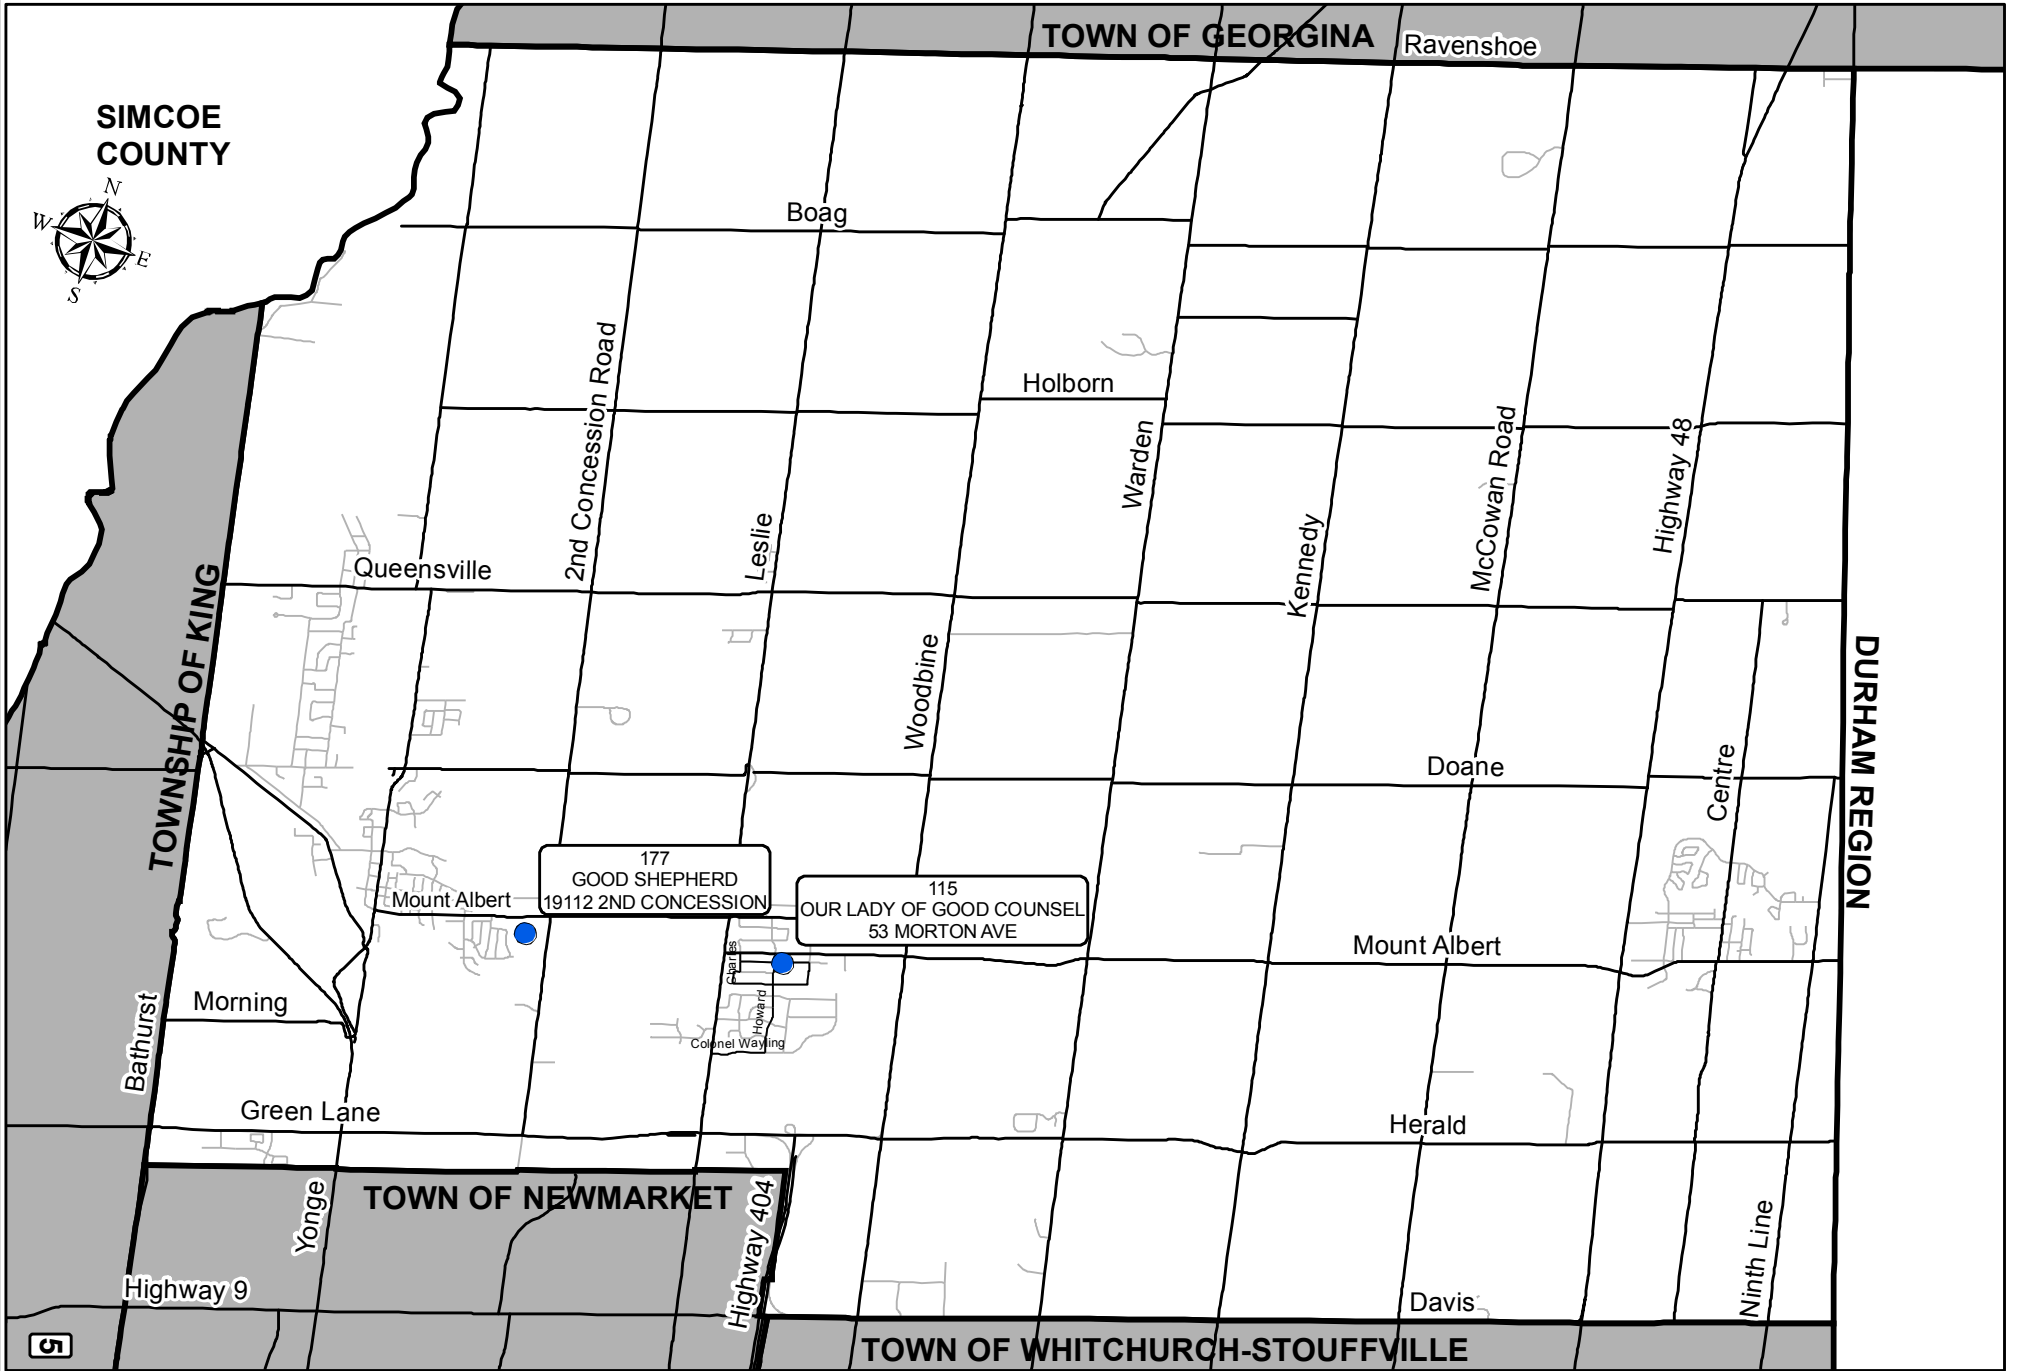 TOWN OF GEORGINA
Ravenshoe
SIMCOE
COUNTY
N
W
E
S
Boag
2nd Concession Road
Holborn
Warden
McCowan Road
Highway 48
Leslie
Kennedy
Queensville
TOWNSHIP OF KING
Woodbine
DURHAM REGION
Doane
Centre
177
GOOD SHEPHERD
19112 2ND CONCESSION
115
OUR LADY OF GOOD COUNSEL
53 MORTON AVE
Mount Albert
Mount Albert
Charles
Howard
Colonel Wayling
Morning
Bathurst
Green Lane
Herald
TOWN OF NEWMARKET
Yonge
Highway 404
Ninth Line
Highway 9
Davis
TOWN OF WHITCHURCH-STOUFFVILLE
5